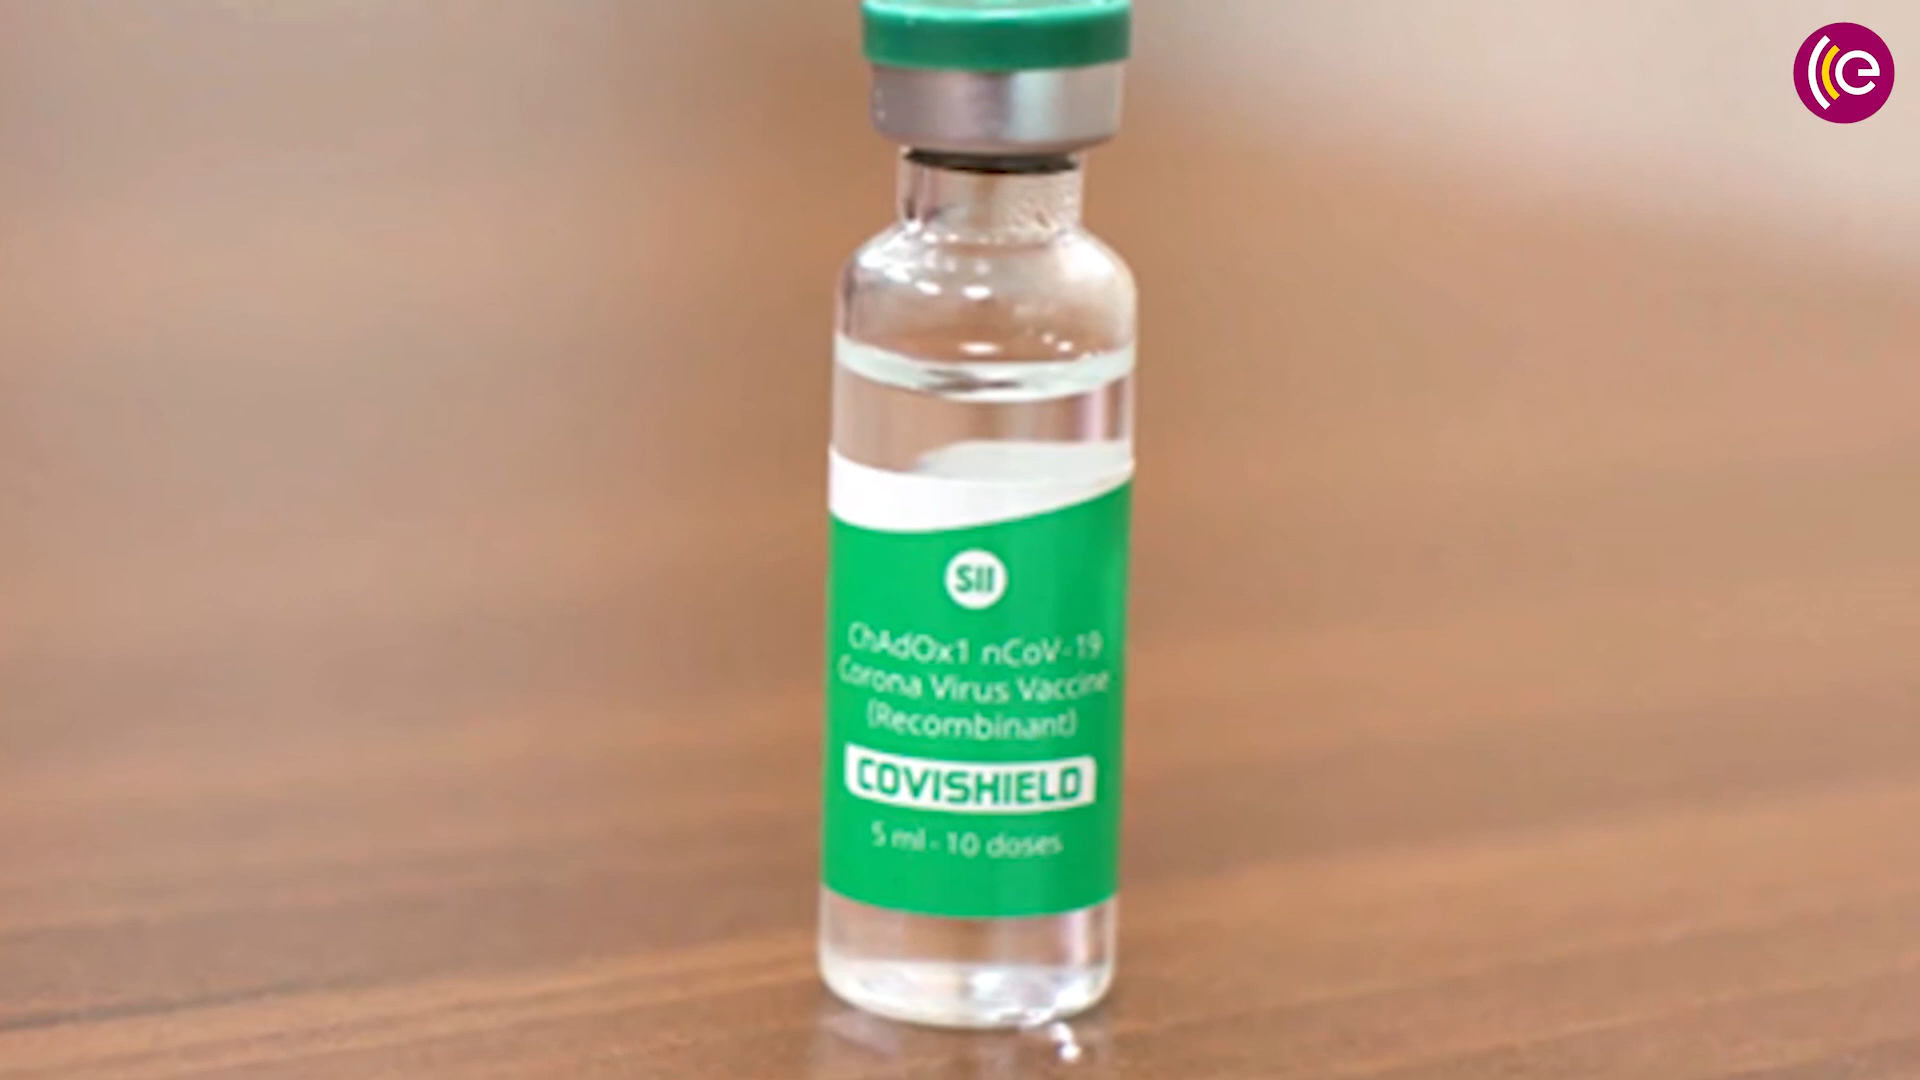 e
SII
ChAdOx1 nCoV-19
Corona Virus Vaccine
(Recombinant)
COVISHIELD
5 ml - 10 doses